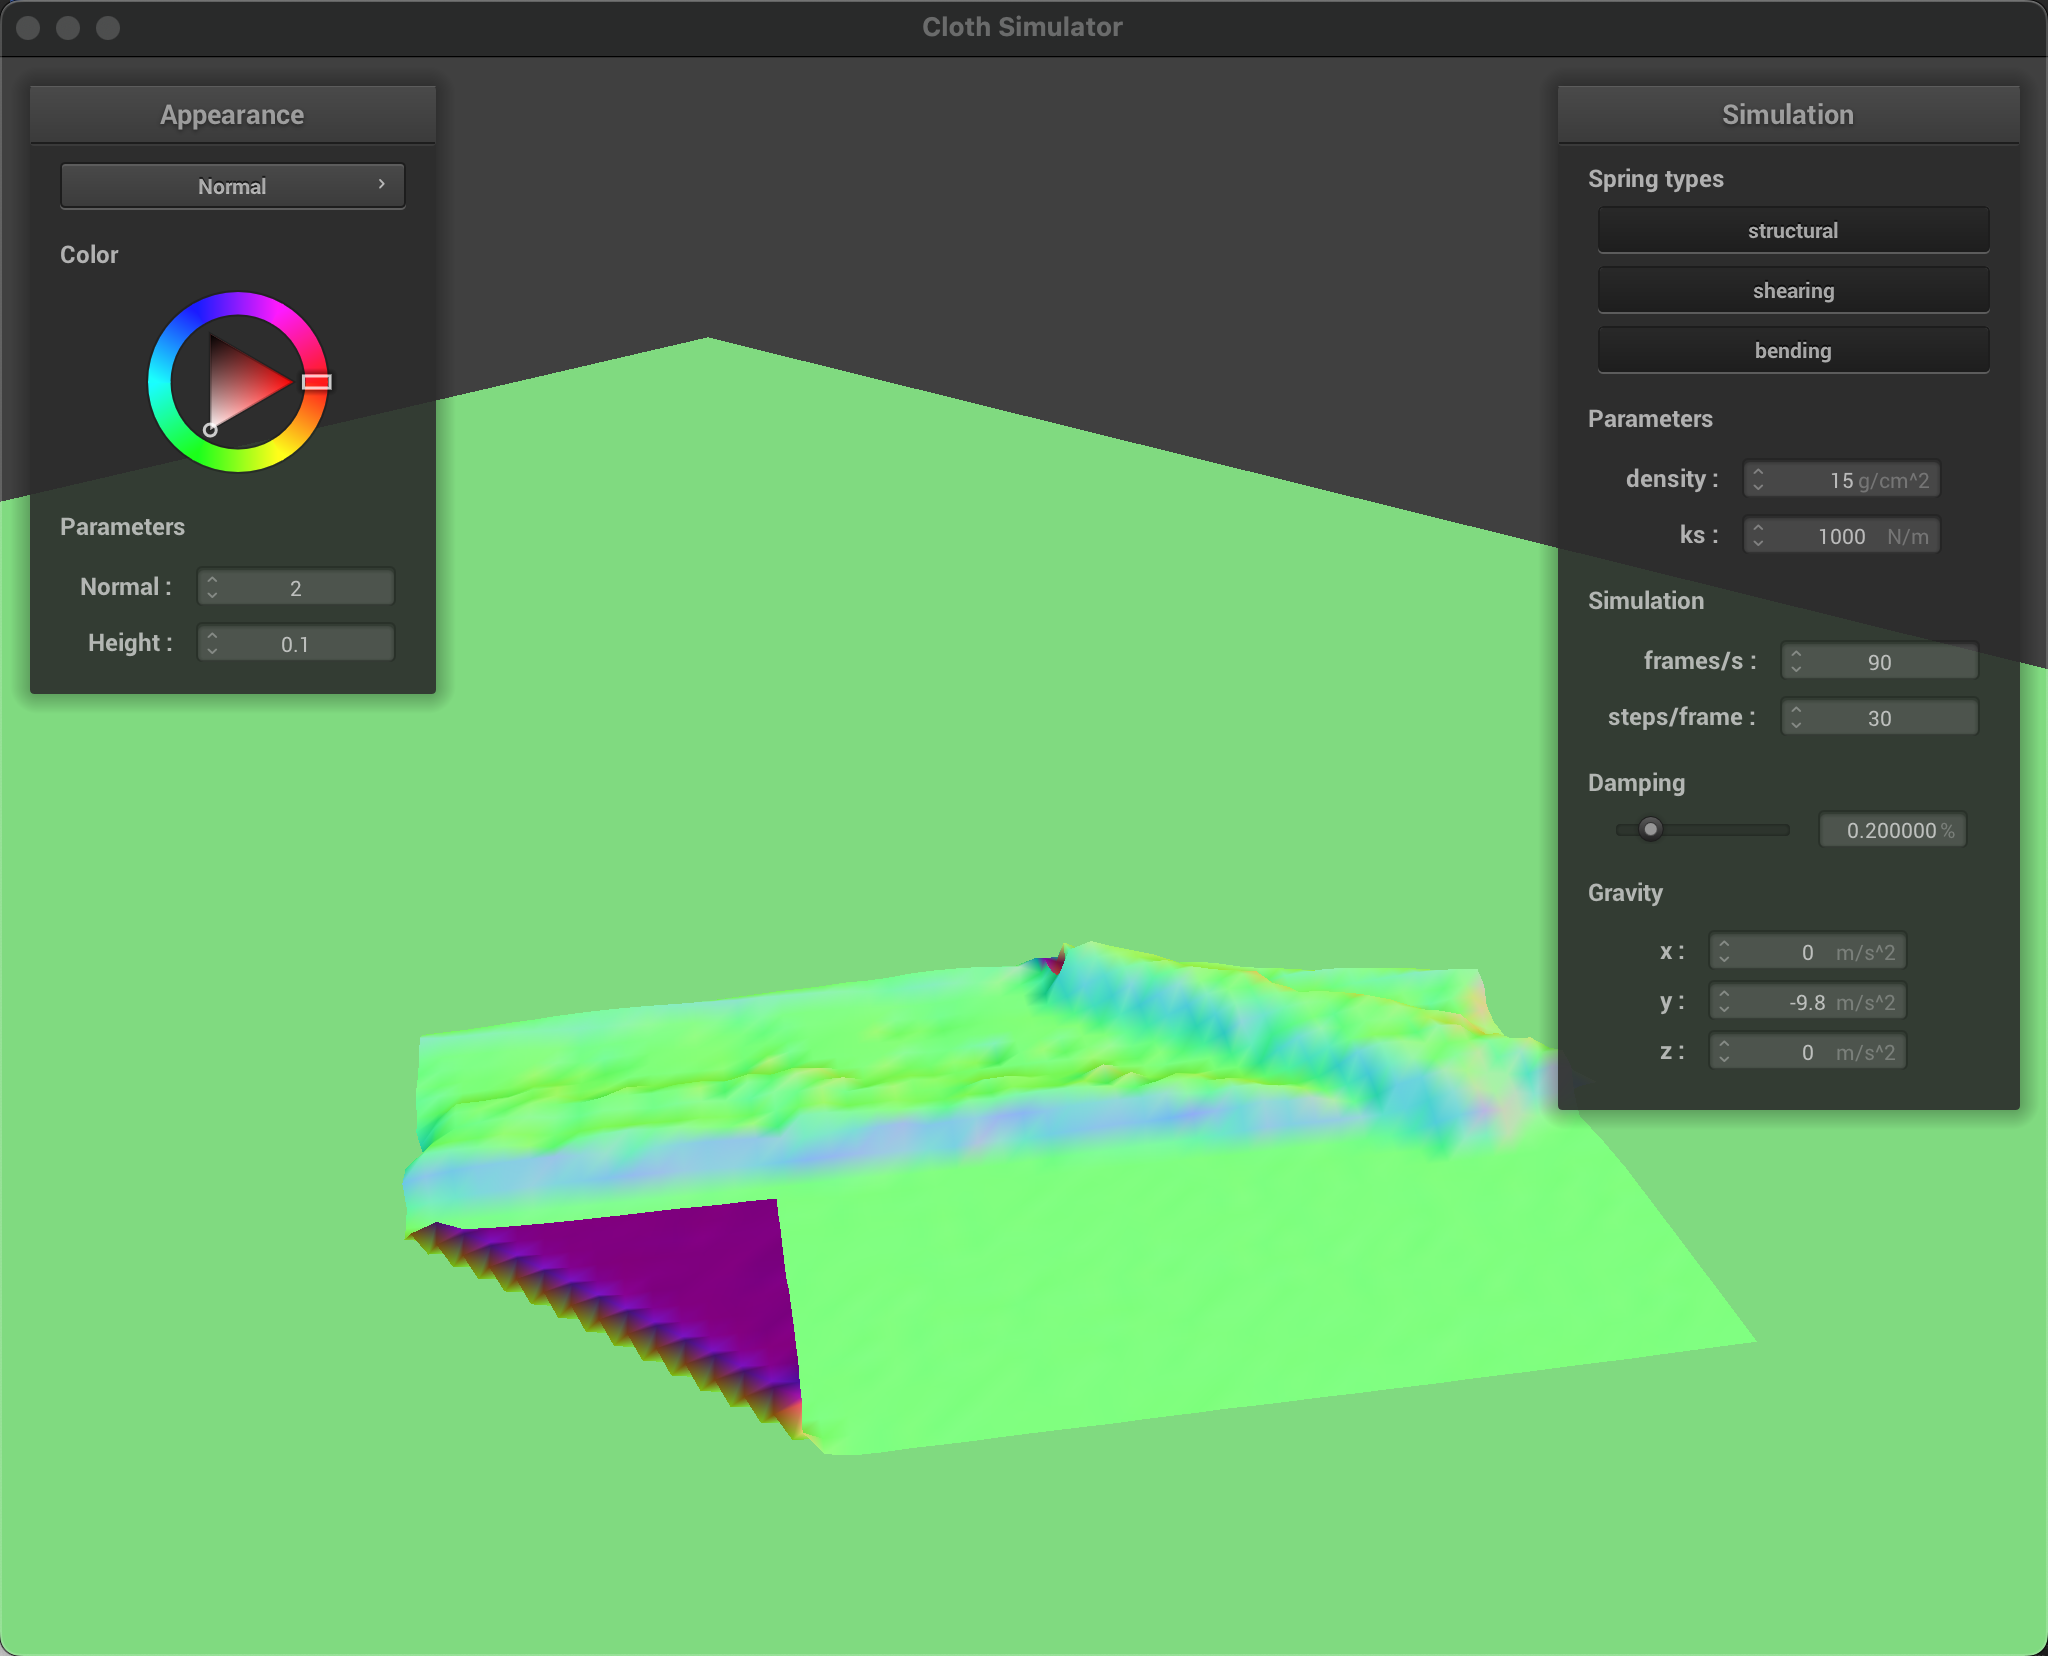 Cloth Simulator
Appearance
Normal
Color
Parameters
Normal : 2
Height : 0.1
Simulation
Spring types
structural
shearing
bending
Parameters
density : 15 g/cm^2
ks : 1000 N/m
Simulation
frames/s : 90
steps/frame : 30
Damping
0.200000 %
Gravity
x : 0 m/s^2
y : -9.8 m/s^2
z : 0 m/s^2